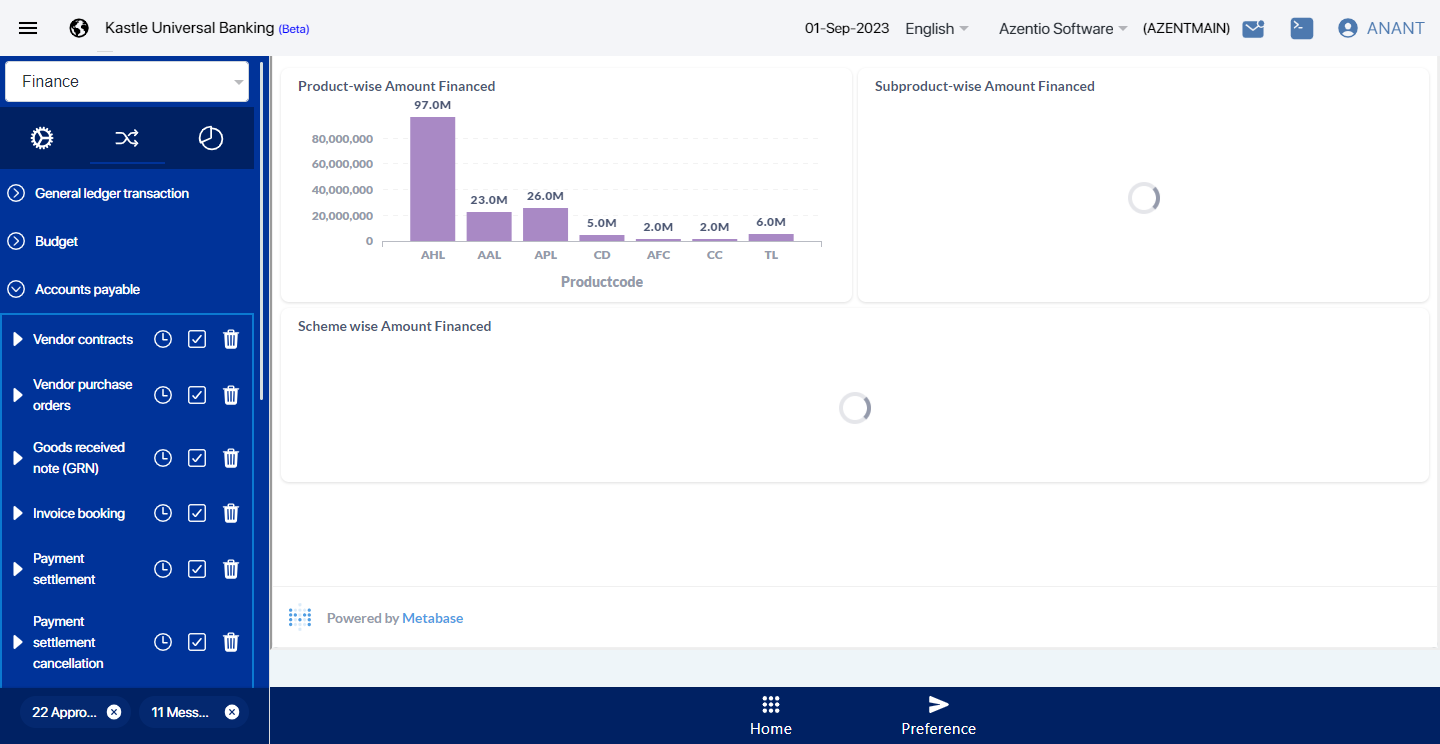 Kastle Universal Banking (Beta)
01-Sep-2023
English
Azentio Software
(AZENTMAIN)
ANANT
Finance
General ledger transaction
Budget
Accounts payable
Vendor contracts
Vendor purchase
orders
Goods received
note (GRN)
Invoice booking
Payment
settlement
Payment
settlement
cancellation
22 Appro...
11 Mess...
Product-wise Amount Financed
97.0M
80,000,000
60,000,000
40,000,000
20,000,000
0
23.0M
26.0M
5.0M
2.0M
2.0M
6.0M
AHL
AAL
APL
CD
AFC
CC
TL
Productcode
Subproduct-wise Amount Financed
Scheme wise Amount Financed
Powered by Metabase
Home
Preference